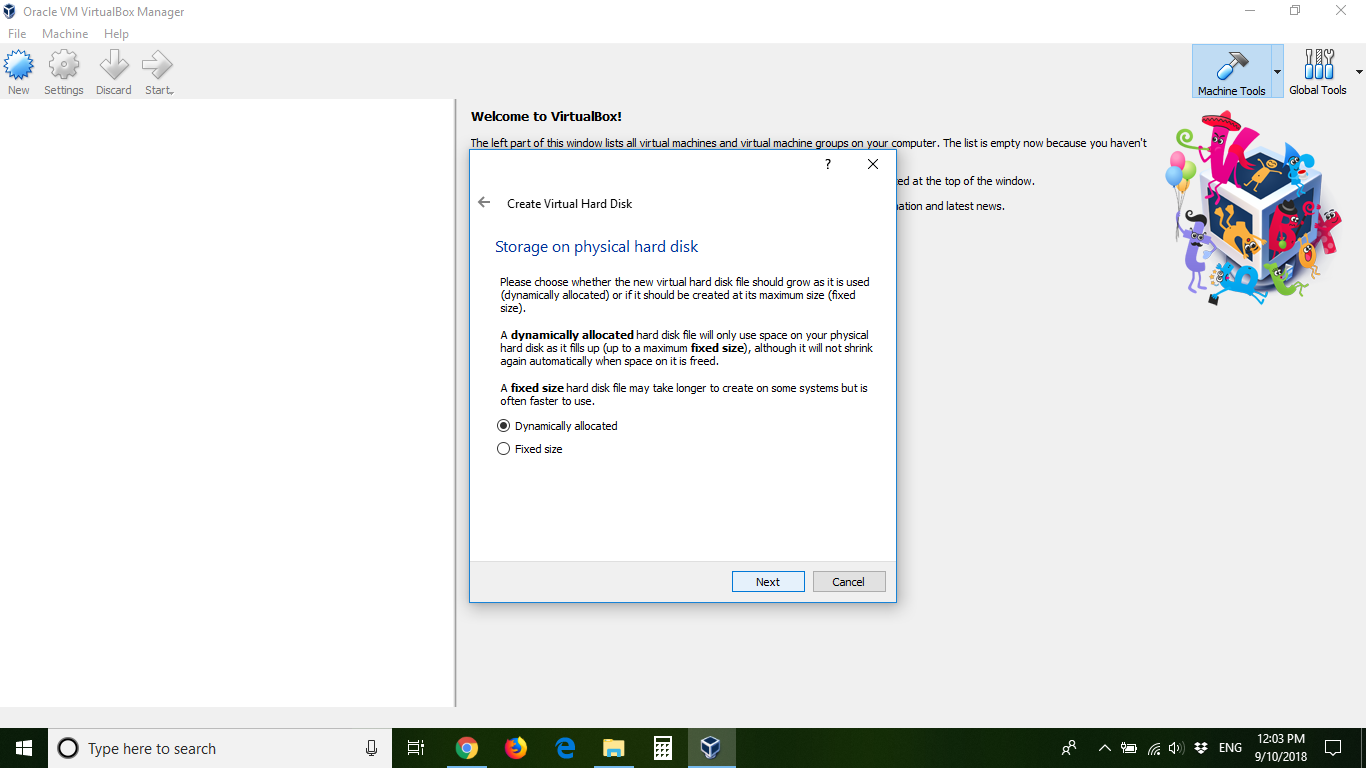 Oracle VM VirtualBox Manager
File Machine Help
New Settings Discard Start
Machine Tools Global Tools
Welcome to VirtualBox!
The left part of this window lists all virtual machines and virtual machine groups on your computer. The list is empty now because you haven't
ed at the top of the window.
ation and latest news.
?
Create Virtual Hard Disk
Storage on physical hard disk
Please choose whether the new virtual hard disk file should grow as it is used
(dynamically allocated) or if it should be created at its maximum size (fixed
size).
A dynamically allocated hard disk file will only use space on your physical
hard disk as it fills up (up to a maximum fixed size), although it will not shrink
again automatically when space on it is freed.
A fixed size hard disk file may take longer to create on some systems but is
often faster to use.
Dynamically allocated
Fixed size
Next Cancel
Type here to search
ENG
12:03 PM
9/10/2018